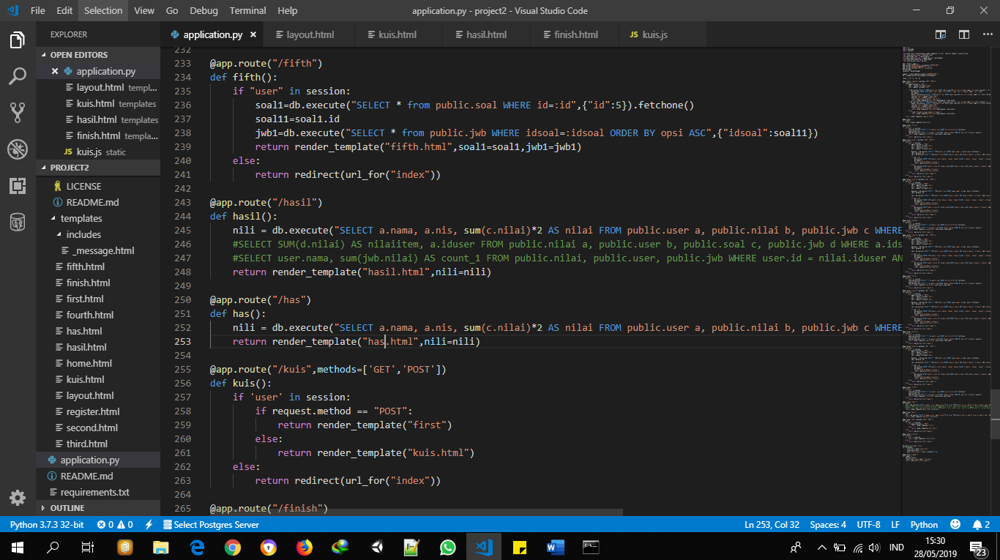 File Edit Selection View Go Debug Terminal Help
application.py - project2 - Visual Studio Code
EXPLORER
OPEN EDITORS
application.py
layout.html templ...
kuis.html templates
hasil.html templates
finish.html templa...
JS kuis.js static
PROJECT2
LICENSE
README.md
templates
includes
_message.html
fifth.html
finish.html
first.html
fourth.html
has.html
hasil.html
home.html
kuis.html
layout.html
register.html
second.html
third.html
application.py
README.md
requirements.txt
OUTLINE
application.py layout.html kuis.html hasil.html finish.html JS kuis.js
232
233 @app.route("/fifth")
234 def fifth():
235 if "user" in session:
236 soal1=db.execute("SELECT * from public.soal WHERE id=:id",{"id":5}).fetchone()
237 soal11=soal1.id
238 jwb1=db.execute("SELECT * from public.jwb WHERE idsoal=:idsoal ORDER BY opsi ASC",{"idsoal":soal11})
239 return render_template("fifth.html",soal1=soal1,jwb1=jwb1)
240 else:
241 return redirect(url_for("index"))
242
243 @app.route("/hasil")
244 def hasil():
245 nili = db.execute("SELECT a.nama, a.nis, sum(c.nilai)*2 AS nilai FROM public.user a, public.nilai b, public.jwb c WHERE
246 #SELECT SUM(d.nilai) AS nilaiitem, a.iduser FROM public.nilai a, public.user b, public.soal c, public.jwb d WHERE a.ids
247 #SELECT user.nama, sum(jwb.nilai) AS count_1 FROM public.nilai, public.user, public.jwb WHERE user.id = nilai.iduser AN
248 return render_template("hasil.html",nili=nili)
249
250 @app.route("/has")
251 def has():
252 nili = db.execute("SELECT a.nama, a.nis, sum(c.nilai)*2 AS nilai FROM public.user a, public.nilai b, public.jwb c WHERE
253 return render_template("has.html",nili=nili)
254
255 @app.route("/kuis",methods=['GET','POST'])
256 def kuis():
257 if 'user' in session:
258 if request.method == "POST":
259 return render_template("first")
260 else:
261 return render_template("kuis.html")
262 else:
263 return redirect(url_for("index"))
264
265 @app.route("/finish")
Python 3.7.3 32-bit 0 0 Select Postgres Server Ln 253, Col 32 Spaces: 4 UTF-8 LF Python 2
IND
15:30
28/05/2019
23